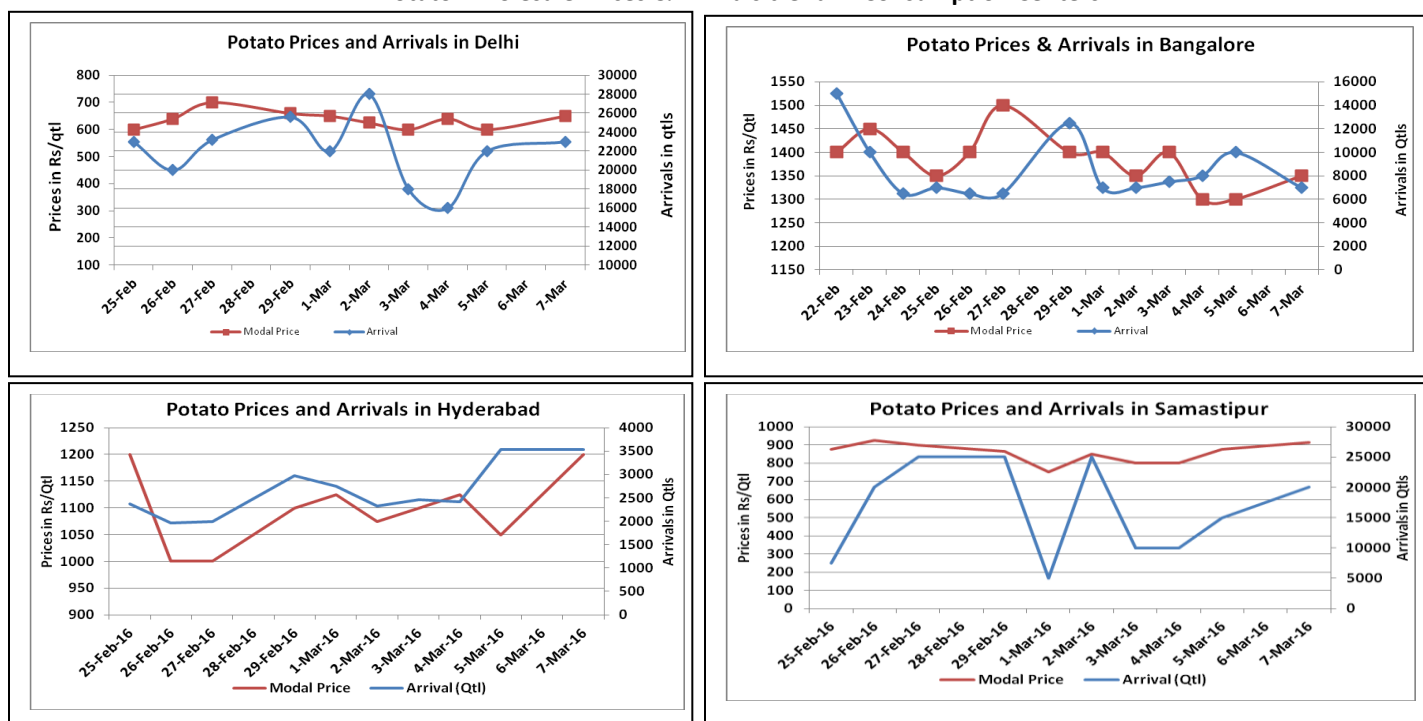 Potato Prices and Arrivals in Delhi
Prices in Rs/qtl
800
700
600
500
400
300
200
100
30000
28000
26000
24000
22000
20000
18000
16000
14000
12000
10000
Arrivals in qtls
25-Feb
26-Feb
27-Feb
28-Feb
29-Feb
1-Mar
2-Mar
3-Mar
4-Mar
5-Mar
6-Mar
7-Mar
Modal Price
Arrival
Potato Prices & Arrivals in Bangalore
Prices in Rs/Qtl
1550
1500
1450
1400
1350
1300
1250
1200
1150
16000
14000
12000
10000
8000
6000
4000
2000
0
Arrivals in Qtls
22-Feb
23-Feb
24-Feb
25-Feb
26-Feb
27-Feb
28-Feb
29-Feb
1-Mar
2-Mar
3-Mar
4-Mar
5-Mar
6-Mar
7-Mar
Modal Price
Arrival
Potato Prices and Arrivals in Hyderabad
Prices in Rs/Qtl
1250
1200
1150
1100
1050
1000
950
900
4000
3500
3000
2500
2000
1500
1000
500
0
Arrivals in Qtls
25-Feb-16
26-Feb-16
27-Feb-16
28-Feb-16
29-Feb-16
1-Mar-16
2-Mar-16
3-Mar-16
4-Mar-16
5-Mar-16
6-Mar-16
7-Mar-16
Modal Price
Arrival (Qtl)
Potato Prices and Arrivals in Samastipur
Prices in Rs/Qtl
1000
900
800
700
600
500
400
300
200
100
0
30000
25000
20000
15000
10000
5000
0
Arrivals in Qtls
25-Feb-16
26-Feb-16
27-Feb-16
28-Feb-16
29-Feb-16
1-Mar-16
2-Mar-16
3-Mar-16
4-Mar-16
5-Mar-16
6-Mar-16
7-Mar-16
Modal Price
Arrival (Qtl)